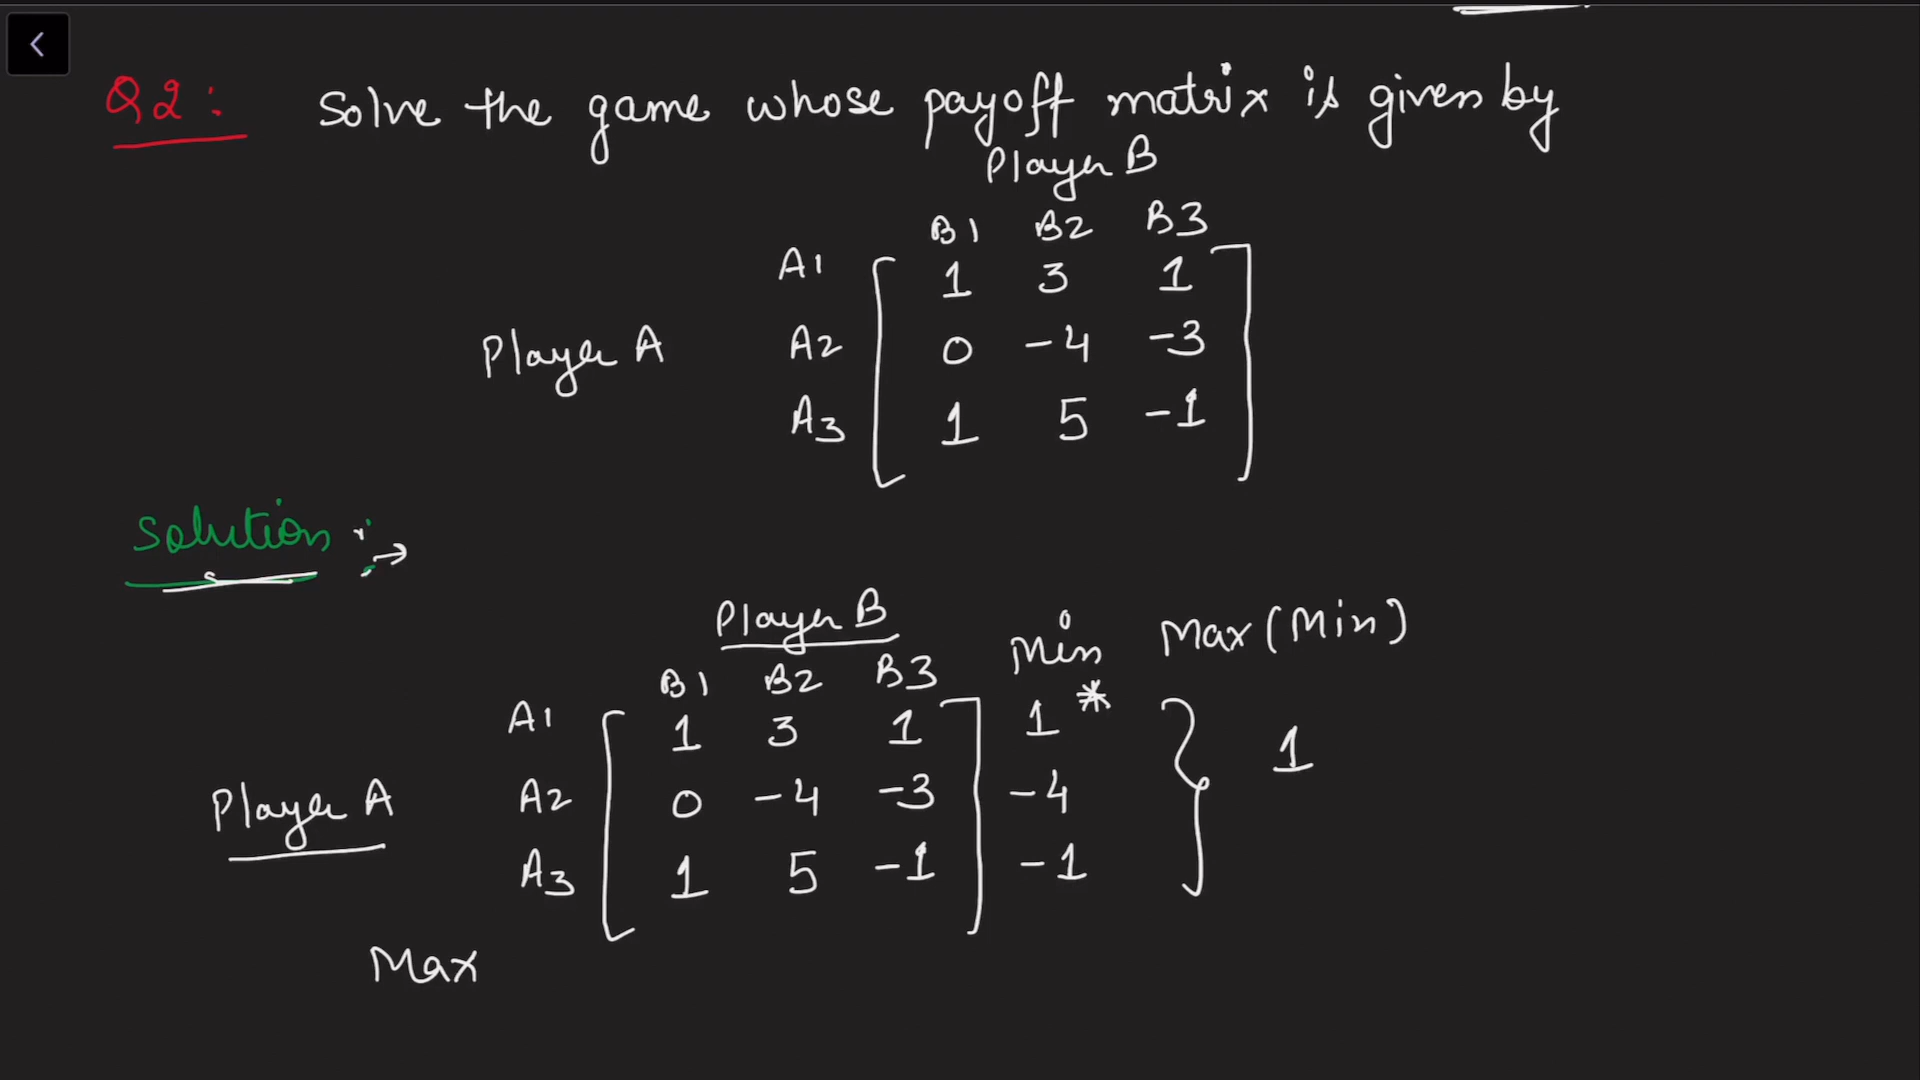 Q2: Solve the game whose payoff matrix is given by
Player B
B1 B2 B3
A1 1 3 1
Player A A2 0 -4 -3
A3 1 5 -1
Solution :→
Player B Min Max (Min)
B1 B2 B3
A1 1 3 1 1 *
1
Player A A2 0 -4 -3 -4
A3 1 5 -1 -1
Max